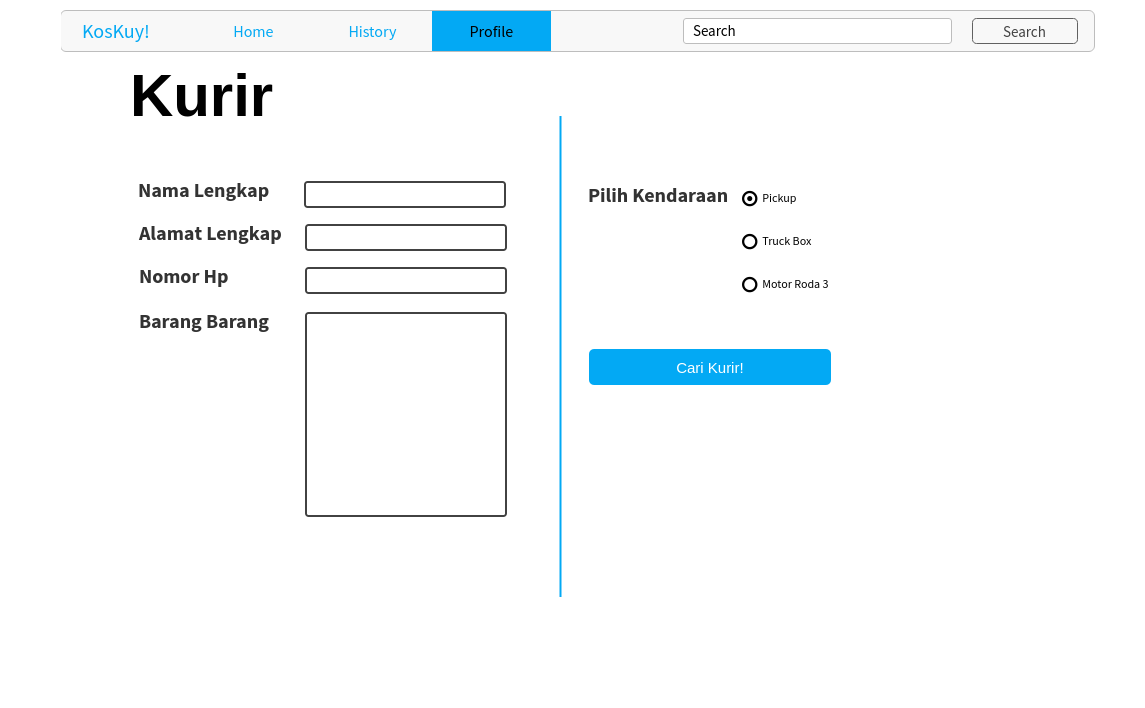 KosKuy! Home History Profile Search Search
Kurir
Nama Lengkap
Alamat Lengkap
Nomor Hp
Barang Barang
Pilih Kendaraan Pickup
Truck Box
Motor Roda 3
Cari Kurir!